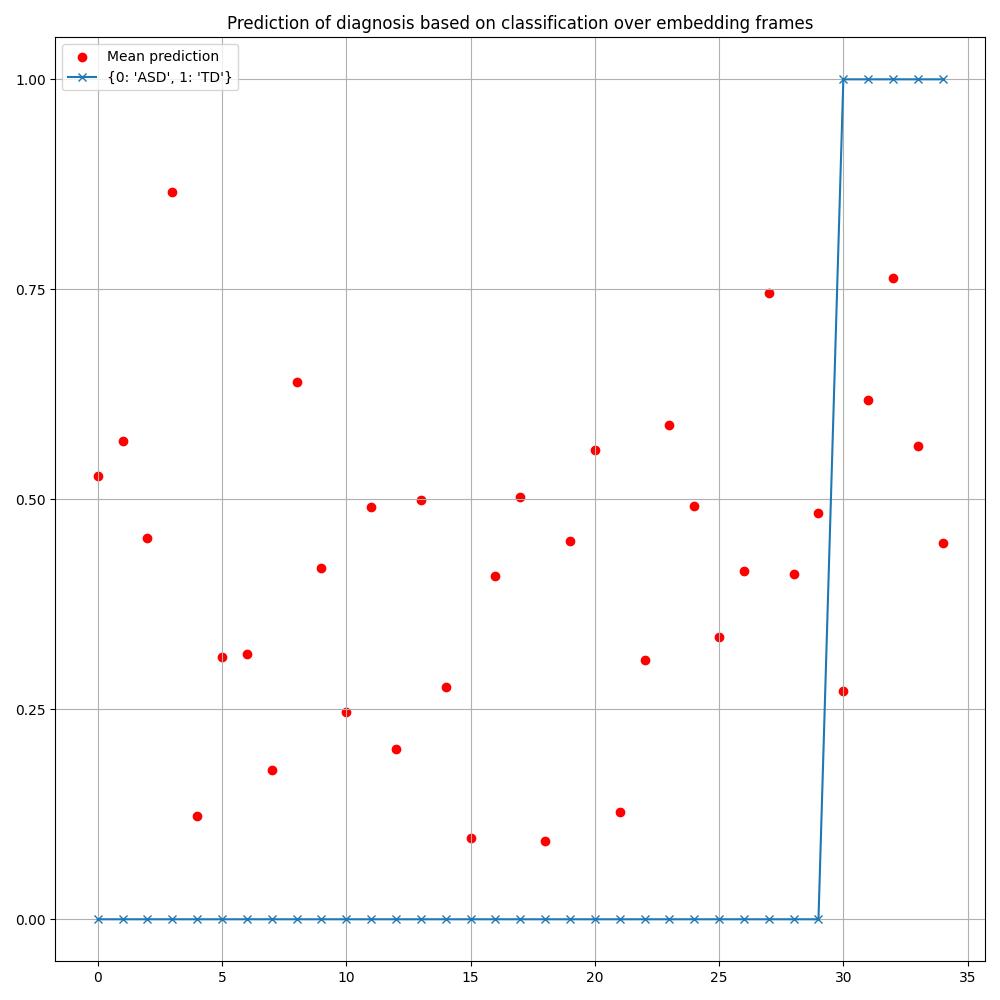 Prediction of diagnosis based on classification over embedding frames
Mean prediction
{0: 'ASD', 1: 'TD'}
1.00
0.75
0.50
0.25
0.00
0 5 10 15 20 25 30 35